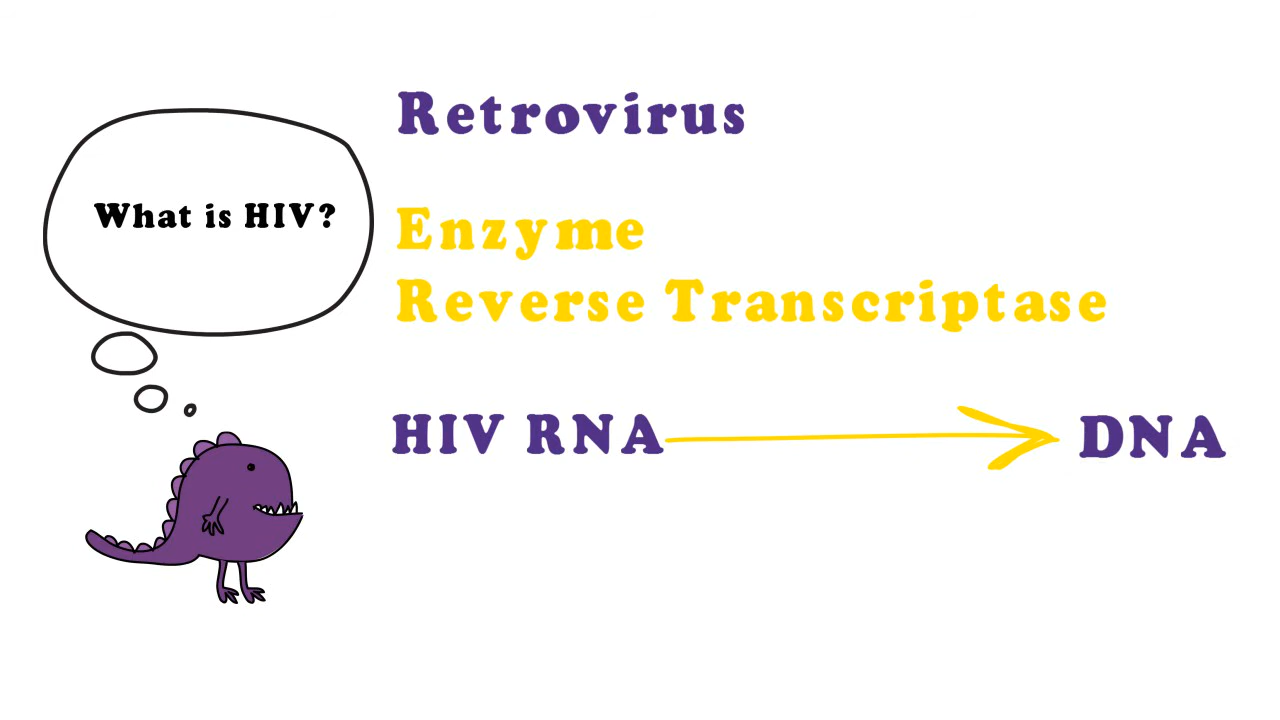 What is HIV?
Retrovirus
Enzyme
Reverse Transcriptase
HIV RNA DNA